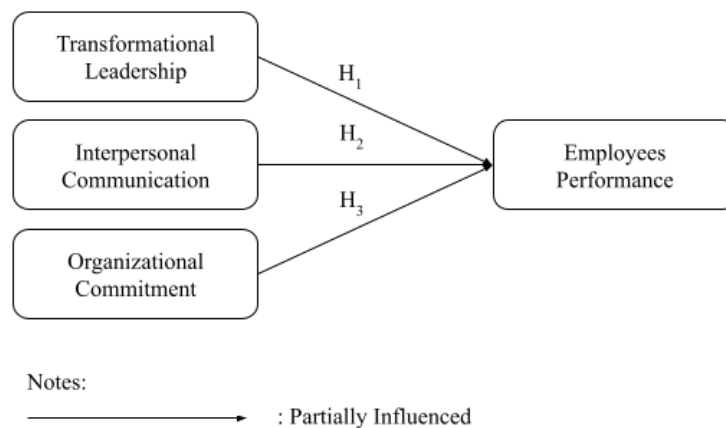 Transformational
Leadership
H₁
Interpersonal
Communication
H₂
Employees
Performance
H₃
Organizational
Commitment
Notes:
: Partially Influenced